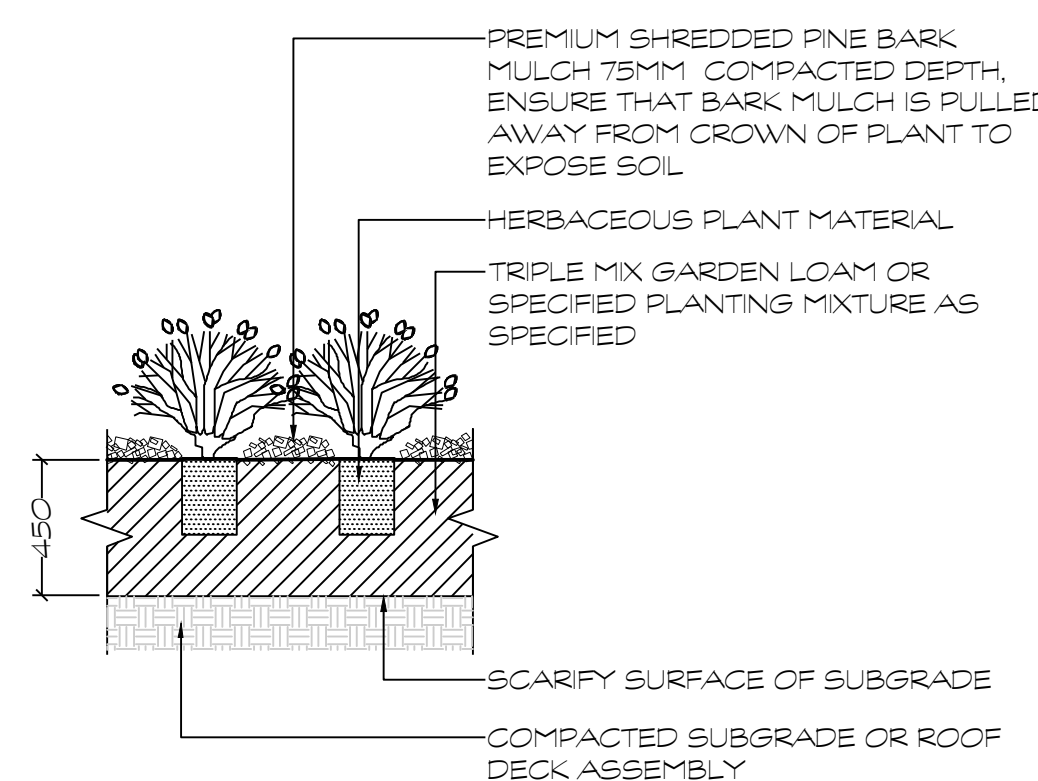 PREMIUM SHREDDED PINE BARK
MULCH 75MM COMPACTED DEPTH,
ENSURE THAT BARK MULCH IS PULLED
AWAY FROM CROWN OF PLANT TO
EXPOSE SOIL
HERBACEOUS PLANT MATERIAL
TRIPLE MIX GARDEN LOAM OR
SPECIFIED PLANTING MIXTURE AS
SPECIFIED
450
SCARIFY SURFACE OF SUBGRADE
COMPACTED SUBGRADE OR ROOF
DECK ASSEMBLY